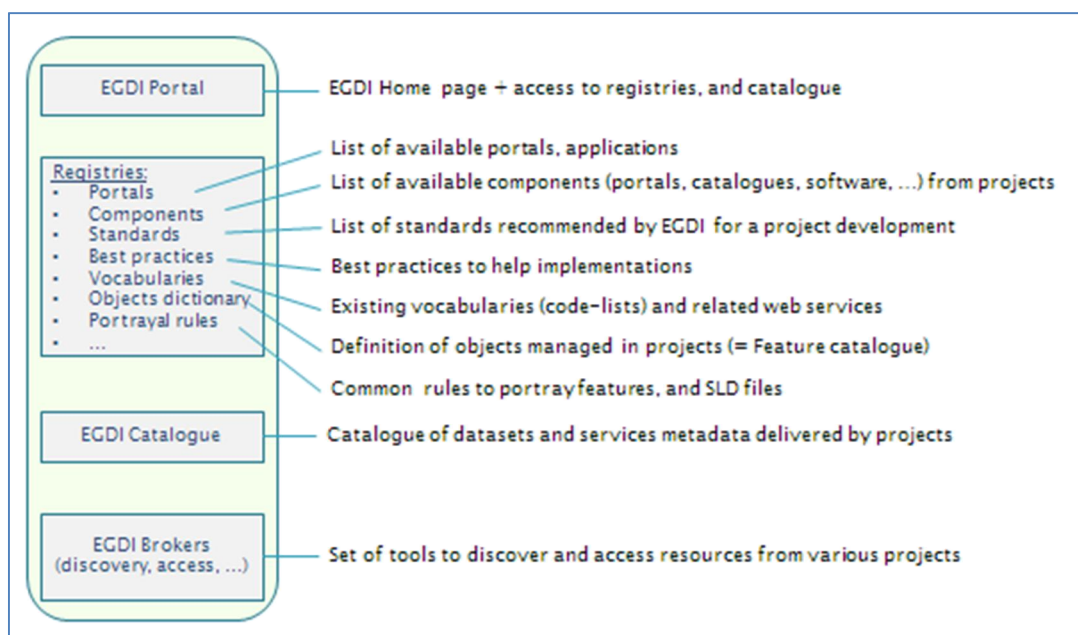 EGDI Portal
EGDI Home page + access to registries, and catalogue
Registries:
• Portals
• Components
• Standards
• Best practices
• Vocabularies
• Objects dictionary
• Portrayal rules
• ...
List of available portals, applications
List of available components (portals, catalogues, software, ...) from projects
List of standards recommended by EGDI for a project development
Best practices to help implementations
Existing vocabularies (code-lists) and related web services
Definition of objects managed in projects (= Feature catalogue)
Common rules to portray features, and SLD files
EGDI Catalogue
Catalogue of datasets and services metadata delivered by projects
EGDI Brokers
(discovery, access, ...)
Set of tools to discover and access resources from various projects